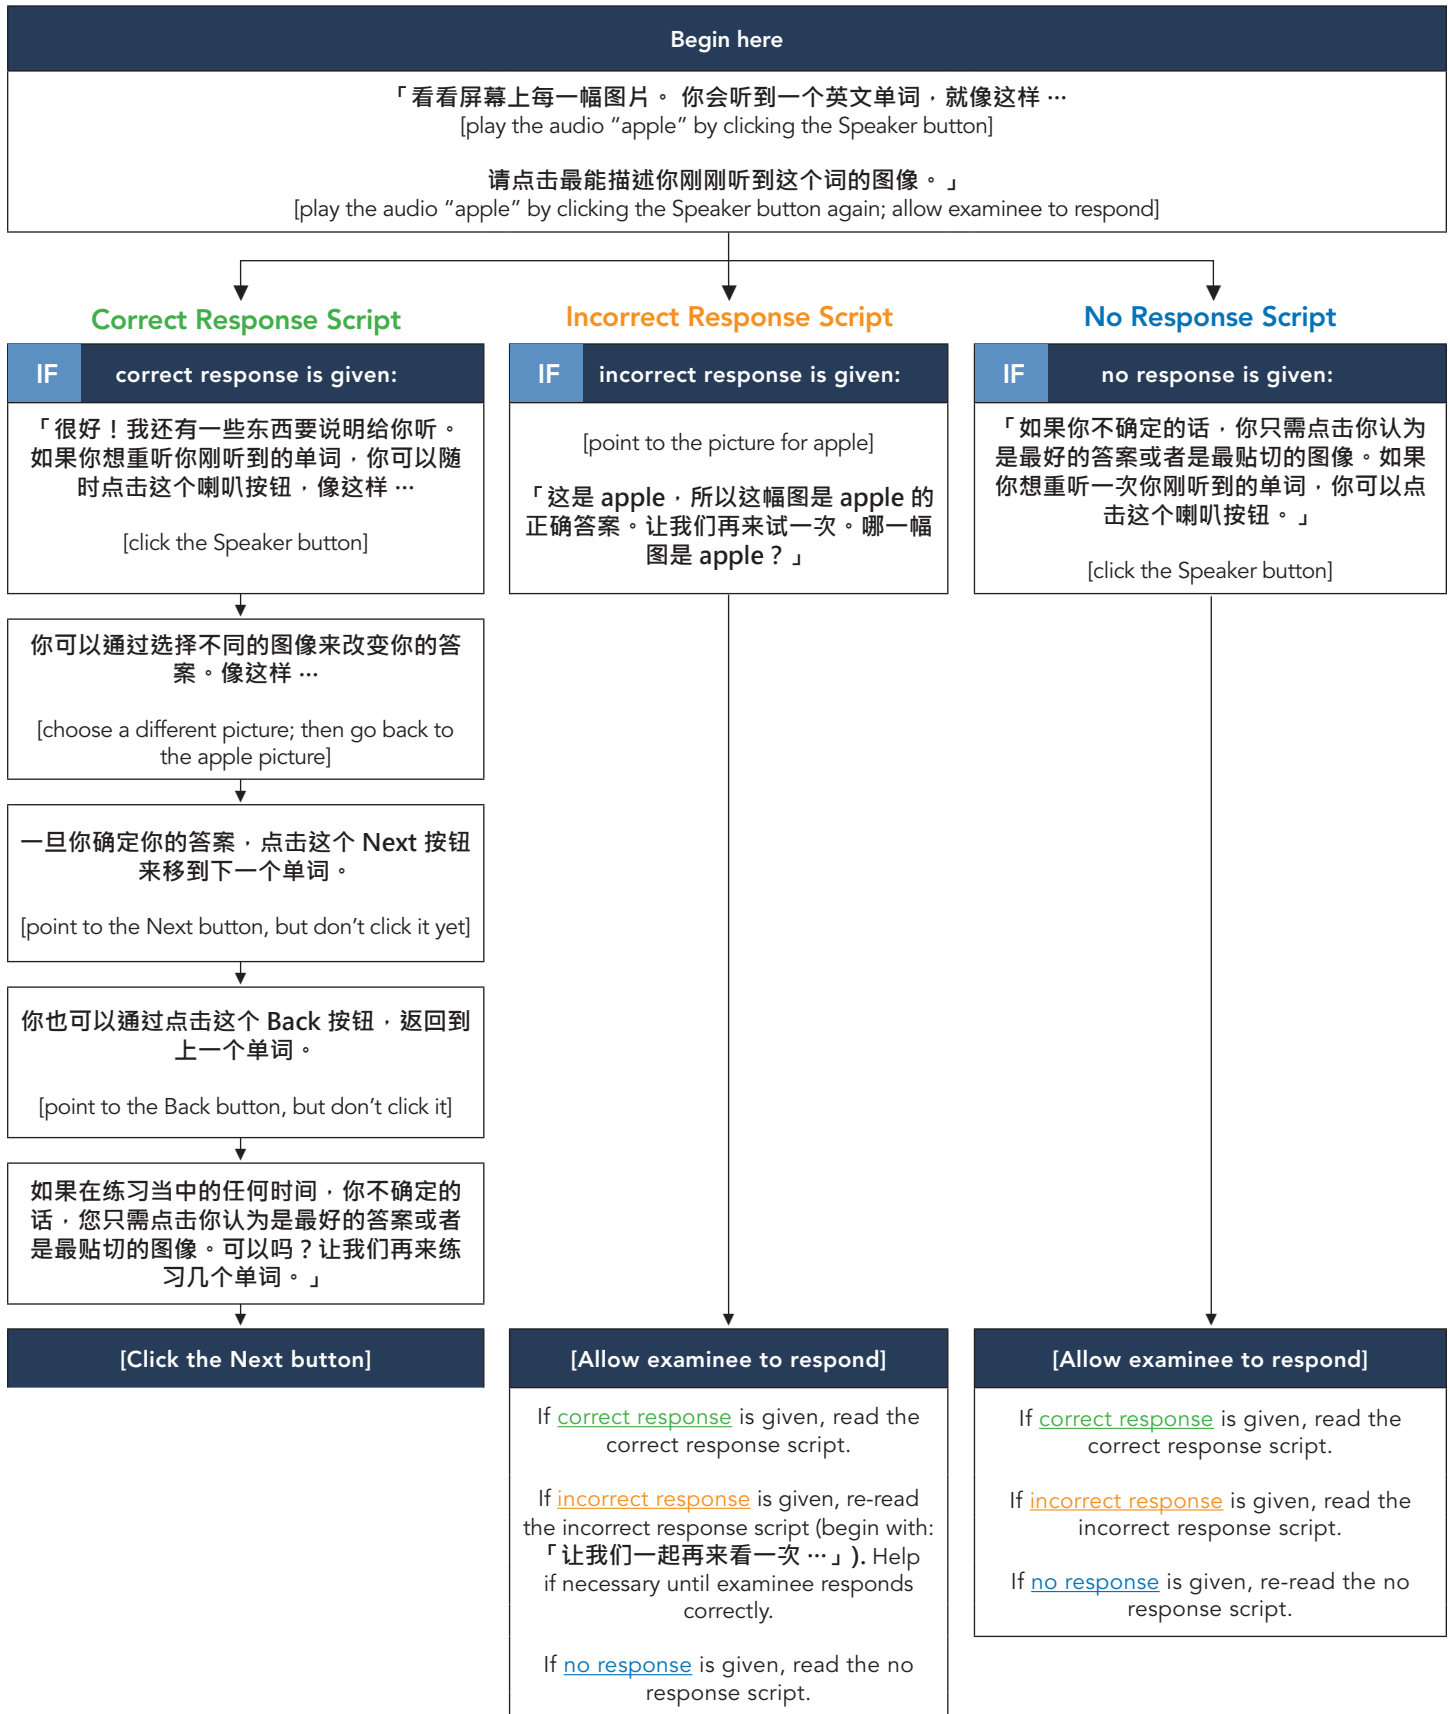 Begin here
「看看屏幕上每一幅图片。 你会听到一个英文单词，就像这样 …
[play the audio “apple” by clicking the Speaker button]
请点击最能描述你刚刚听到这个词的图像。」
[play the audio “apple” by clicking the Speaker button again; allow examinee to respond]
Correct Response Script
IF correct response is given:
「很好！我还有一些东西要说明给你听。
如果你想重听你刚听到的单词，你可以随
时点击这个喇叭按钮，像这样 …
[click the Speaker button]
你可以通过选择不同的图像来改变你的答
案。像这样 …
[choose a different picture; then go back to
the apple picture]
一旦你确定你的答案，点击这个 Next 按钮
来移到下一个单词。
[point to the Next button, but don’t click it yet]
你也可以通过点击这个 Back 按钮，返回到
上一个单词。
[point to the Back button, but don’t click it]
如果在练习当中的任何时间，你不确定的
话，您只需点击你认为是最好的答案或者
是最贴切的图像。可以吗？让我们再来练
习几个单词。」
[Click the Next button]
Incorrect Response Script
IF incorrect response is given:
[point to the picture for apple]
「这是 apple，所以这幅图是 apple 的
正确答案。让我们再来试一次。哪一幅
图是 apple？」
[Allow examinee to respond]
If correct response is given, read the
correct response script.
If incorrect response is given, re-read
the incorrect response script (begin with:
「让我们一起再来看一次 …」). Help
if necessary until examinee responds
correctly.
If no response is given, read the no
response script.
No Response Script
IF no response is given:
「如果你不确定的话，你只需点击你认为
是最好的答案或者是最贴切的图像。如果
你想重听一次你刚听到的单词，你可以点
击这个喇叭按钮。」
[click the Speaker button]
[Allow examinee to respond]
If correct response is given, read the
correct response script.
If incorrect response is given, read the
incorrect response script.
If no response is given, re-read the no
response script.